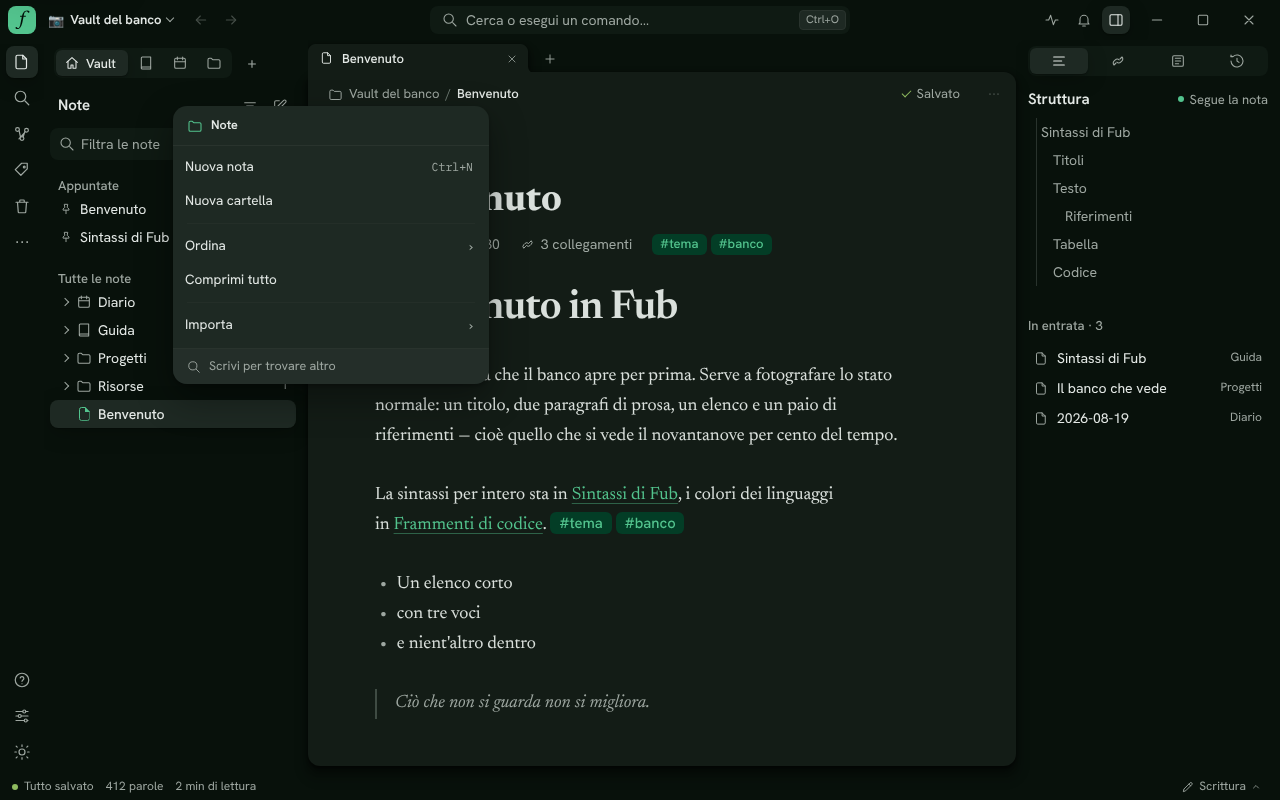 Vault del banco
Cerca o esegui un comando...
Ctrl+O
Vault
Benvenuto
Note
Vault del banco / Benvenuto
Salvato
Struttura
Segue la nota
Note
Filtra le note
Nuova nota
Ctrl+N
Nuova cartella
Ordina
Comprimi tutto
Importa
Scrivi per trovare altro
Appuntate
Benvenuto
Sintassi di Fub
Tutte le note
Diario
Guida
Progetti
Risorse
Benvenuto
nuto
30
3 collegamenti
#tema
#banco
nuto in Fub
che il banco apre per prima. Serve a fotografare lo stato
normale: un titolo, due paragrafi di prosa, un elenco e un paio di
riferimenti — cioè quello che si vede il novantanove per cento del tempo.
La sintassi per intero sta in Sintassi di Fub, i colori dei linguaggi
in Frammenti di codice. #tema #banco
Un elenco corto
con tre voci
e nient'altro dentro
Ciò che non si guarda non si migliora.
Sintassi di Fub
Titoli
Testo
Riferimenti
Tabella
Codice
In entrata · 3
Sintassi di Fub
Guida
Il banco che vede
Progetti
2026-08-19
Diario
Tutto salvato
412 parole
2 min di lettura
Scrittura